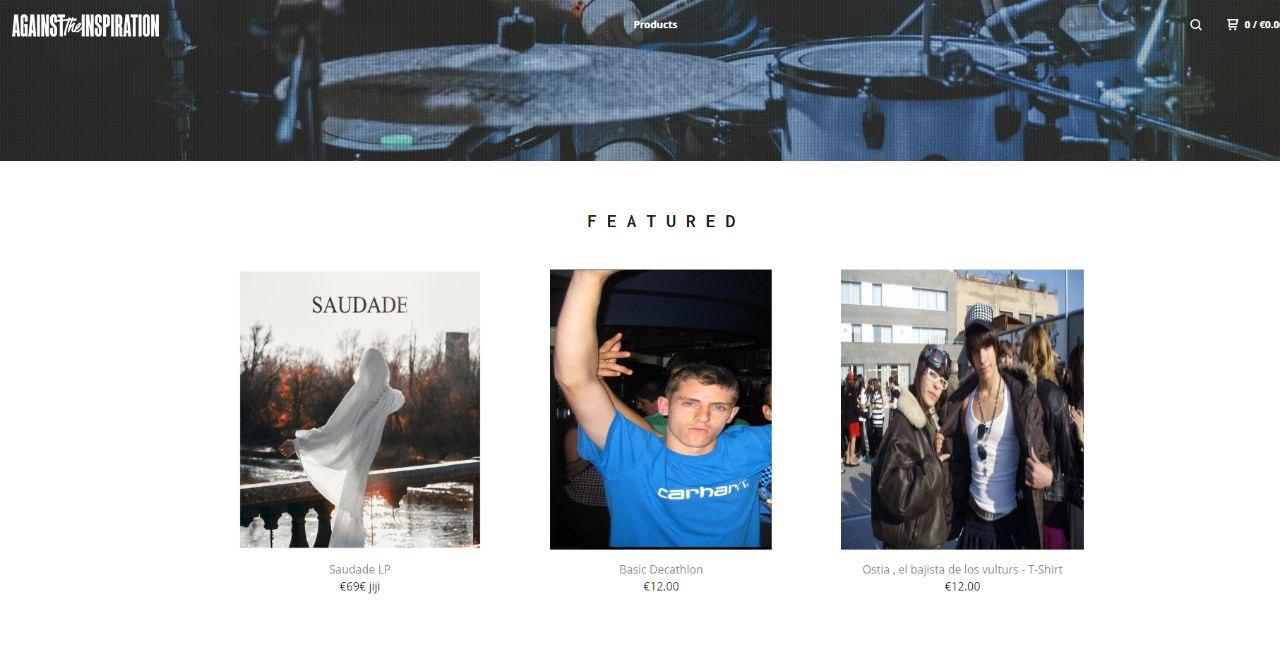 AGAINST the INSPIRATION
Products
0 / €0.0
FEATURED
SAUDADE
carhartt
Saudade LP
€69€ jiji
Basic Decathlon
€12.00
Ostia , el bajista de los vulturs - T-Shirt
€12.00